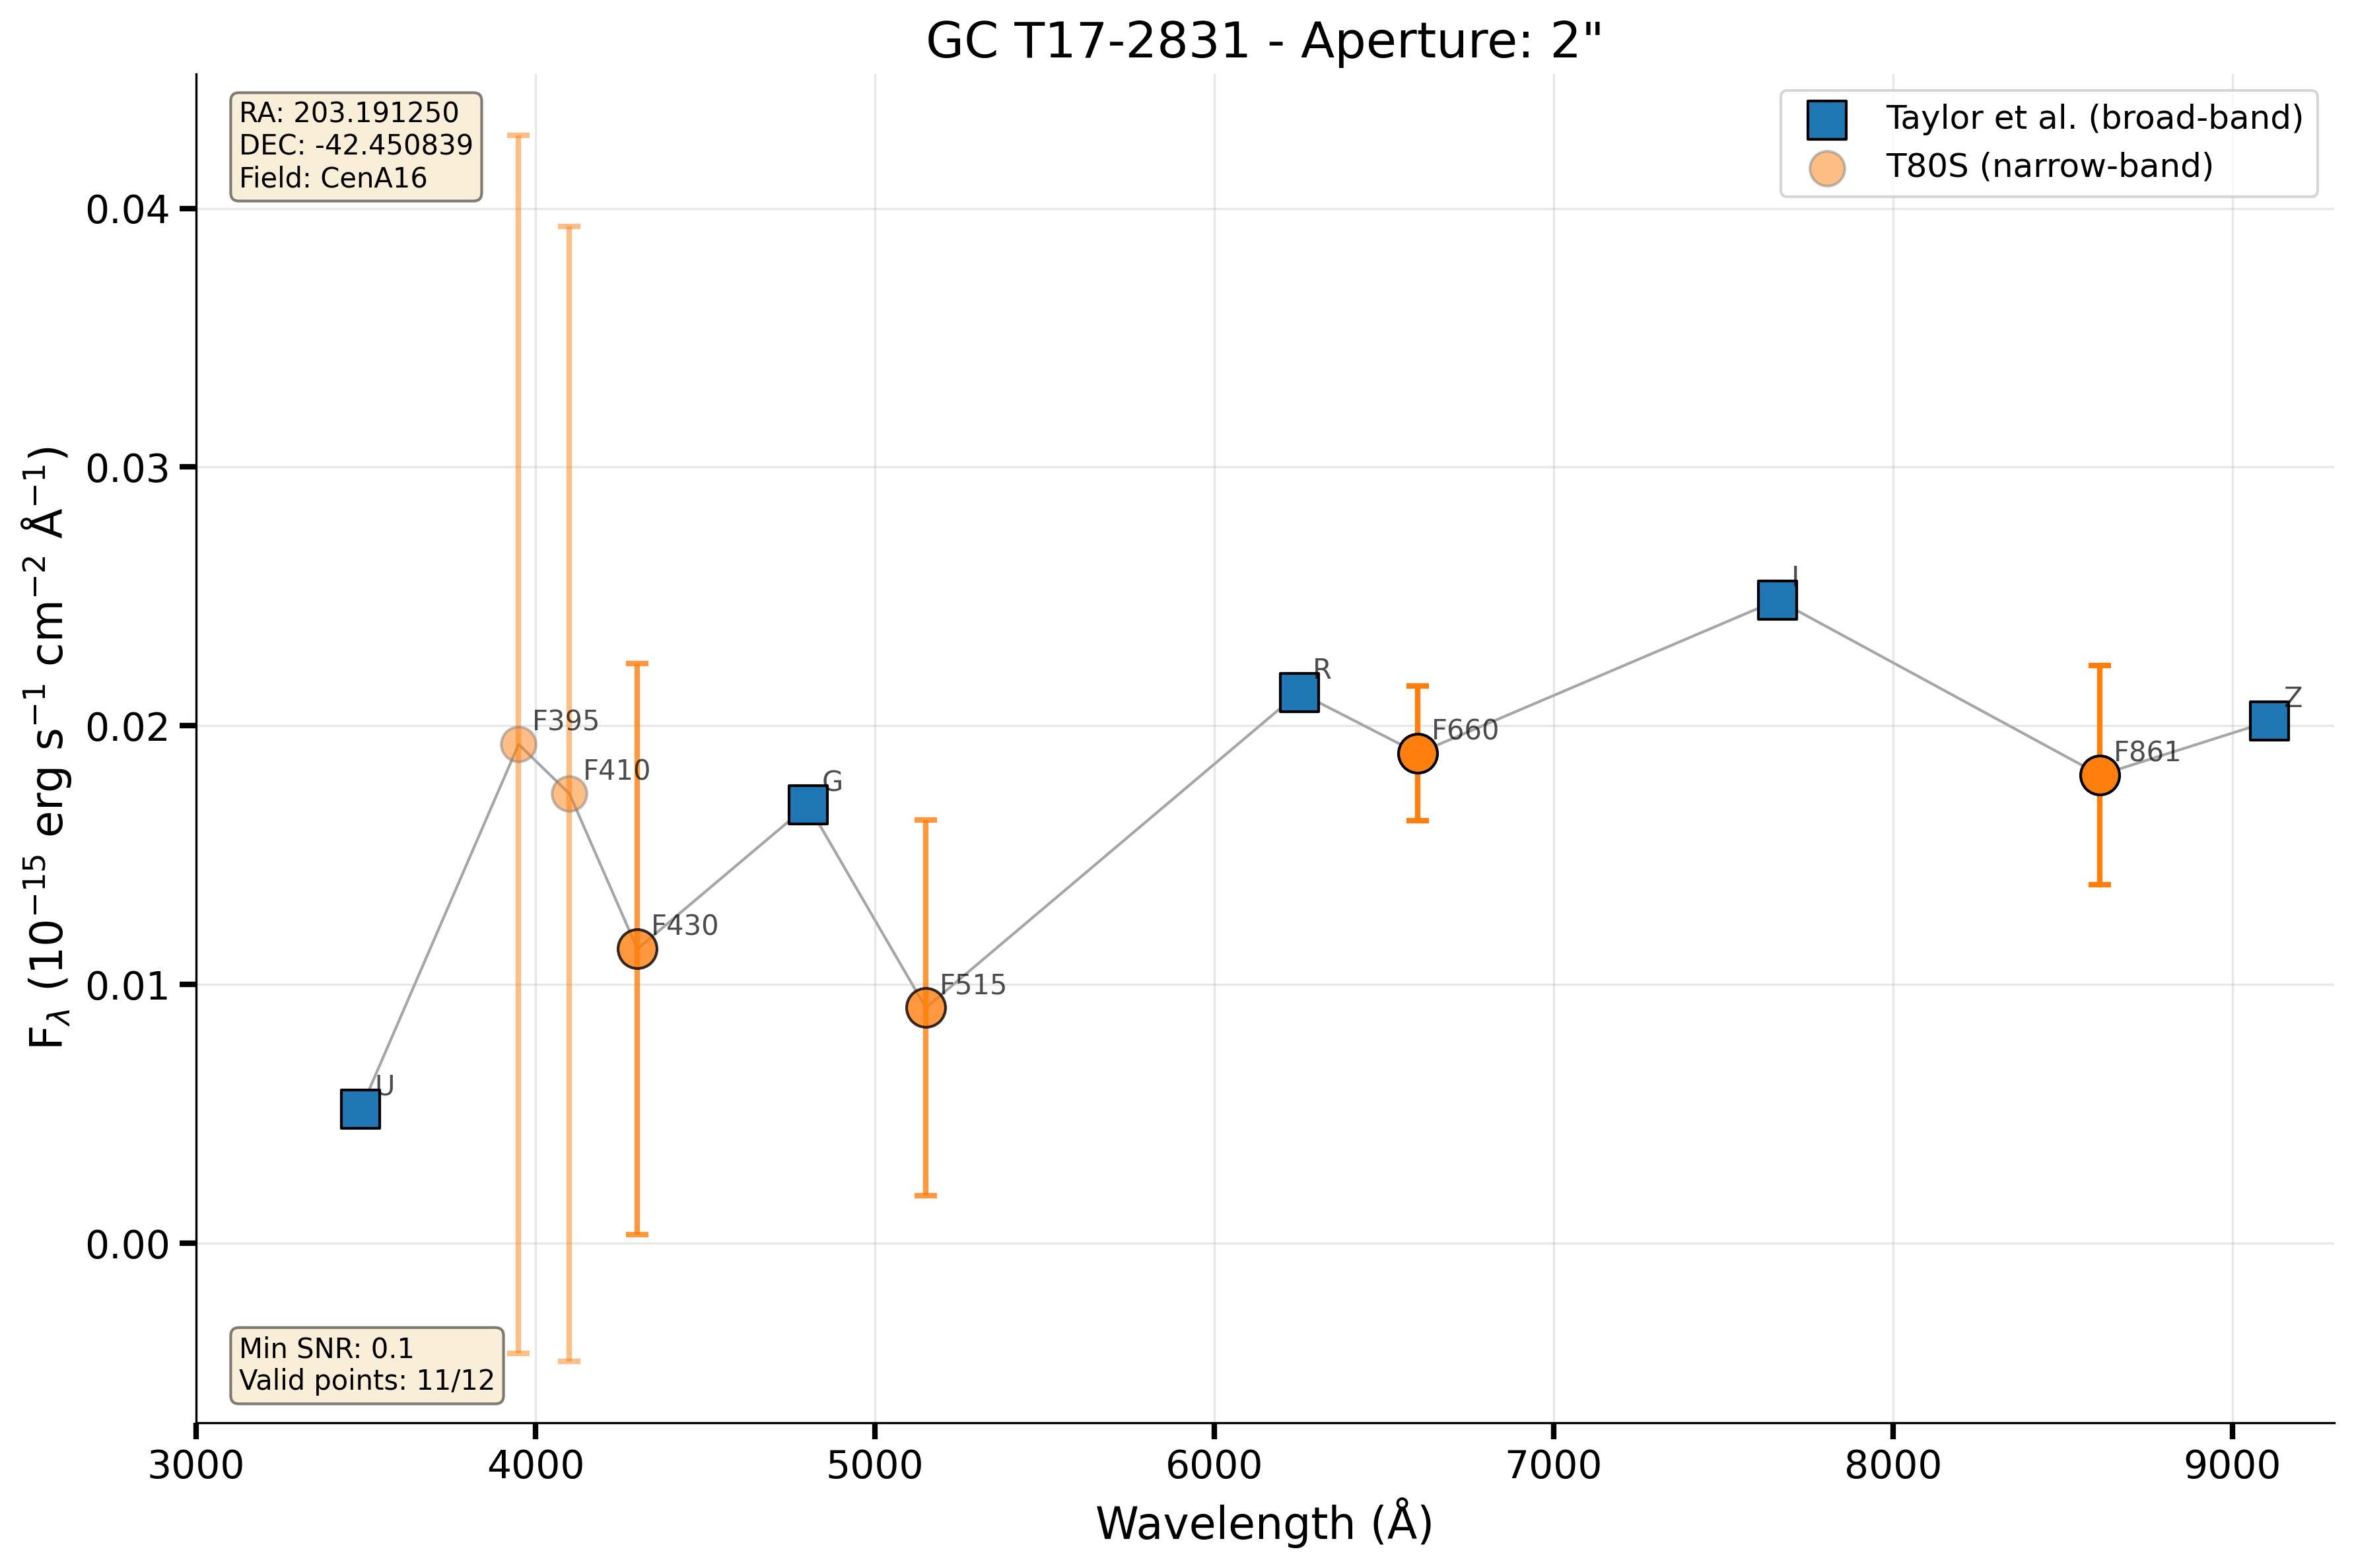 GC T17-2831 - Aperture: 2"
RA: 203.191250
DEC: -42.450839
Field: CenA16
Taylor et al. (broad-band)
T80S (narrow-band)
0.04
0.03
0.02
0.01
0.00
F_λ (10⁻¹⁵ erg s⁻¹ cm⁻² Å⁻¹)
U
F395
F410
F430
G
F515
R
F660
I
F861
Z
Min SNR: 0.1
Valid points: 11/12
3000 4000 5000 6000 7000 8000 9000
Wavelength (Å)